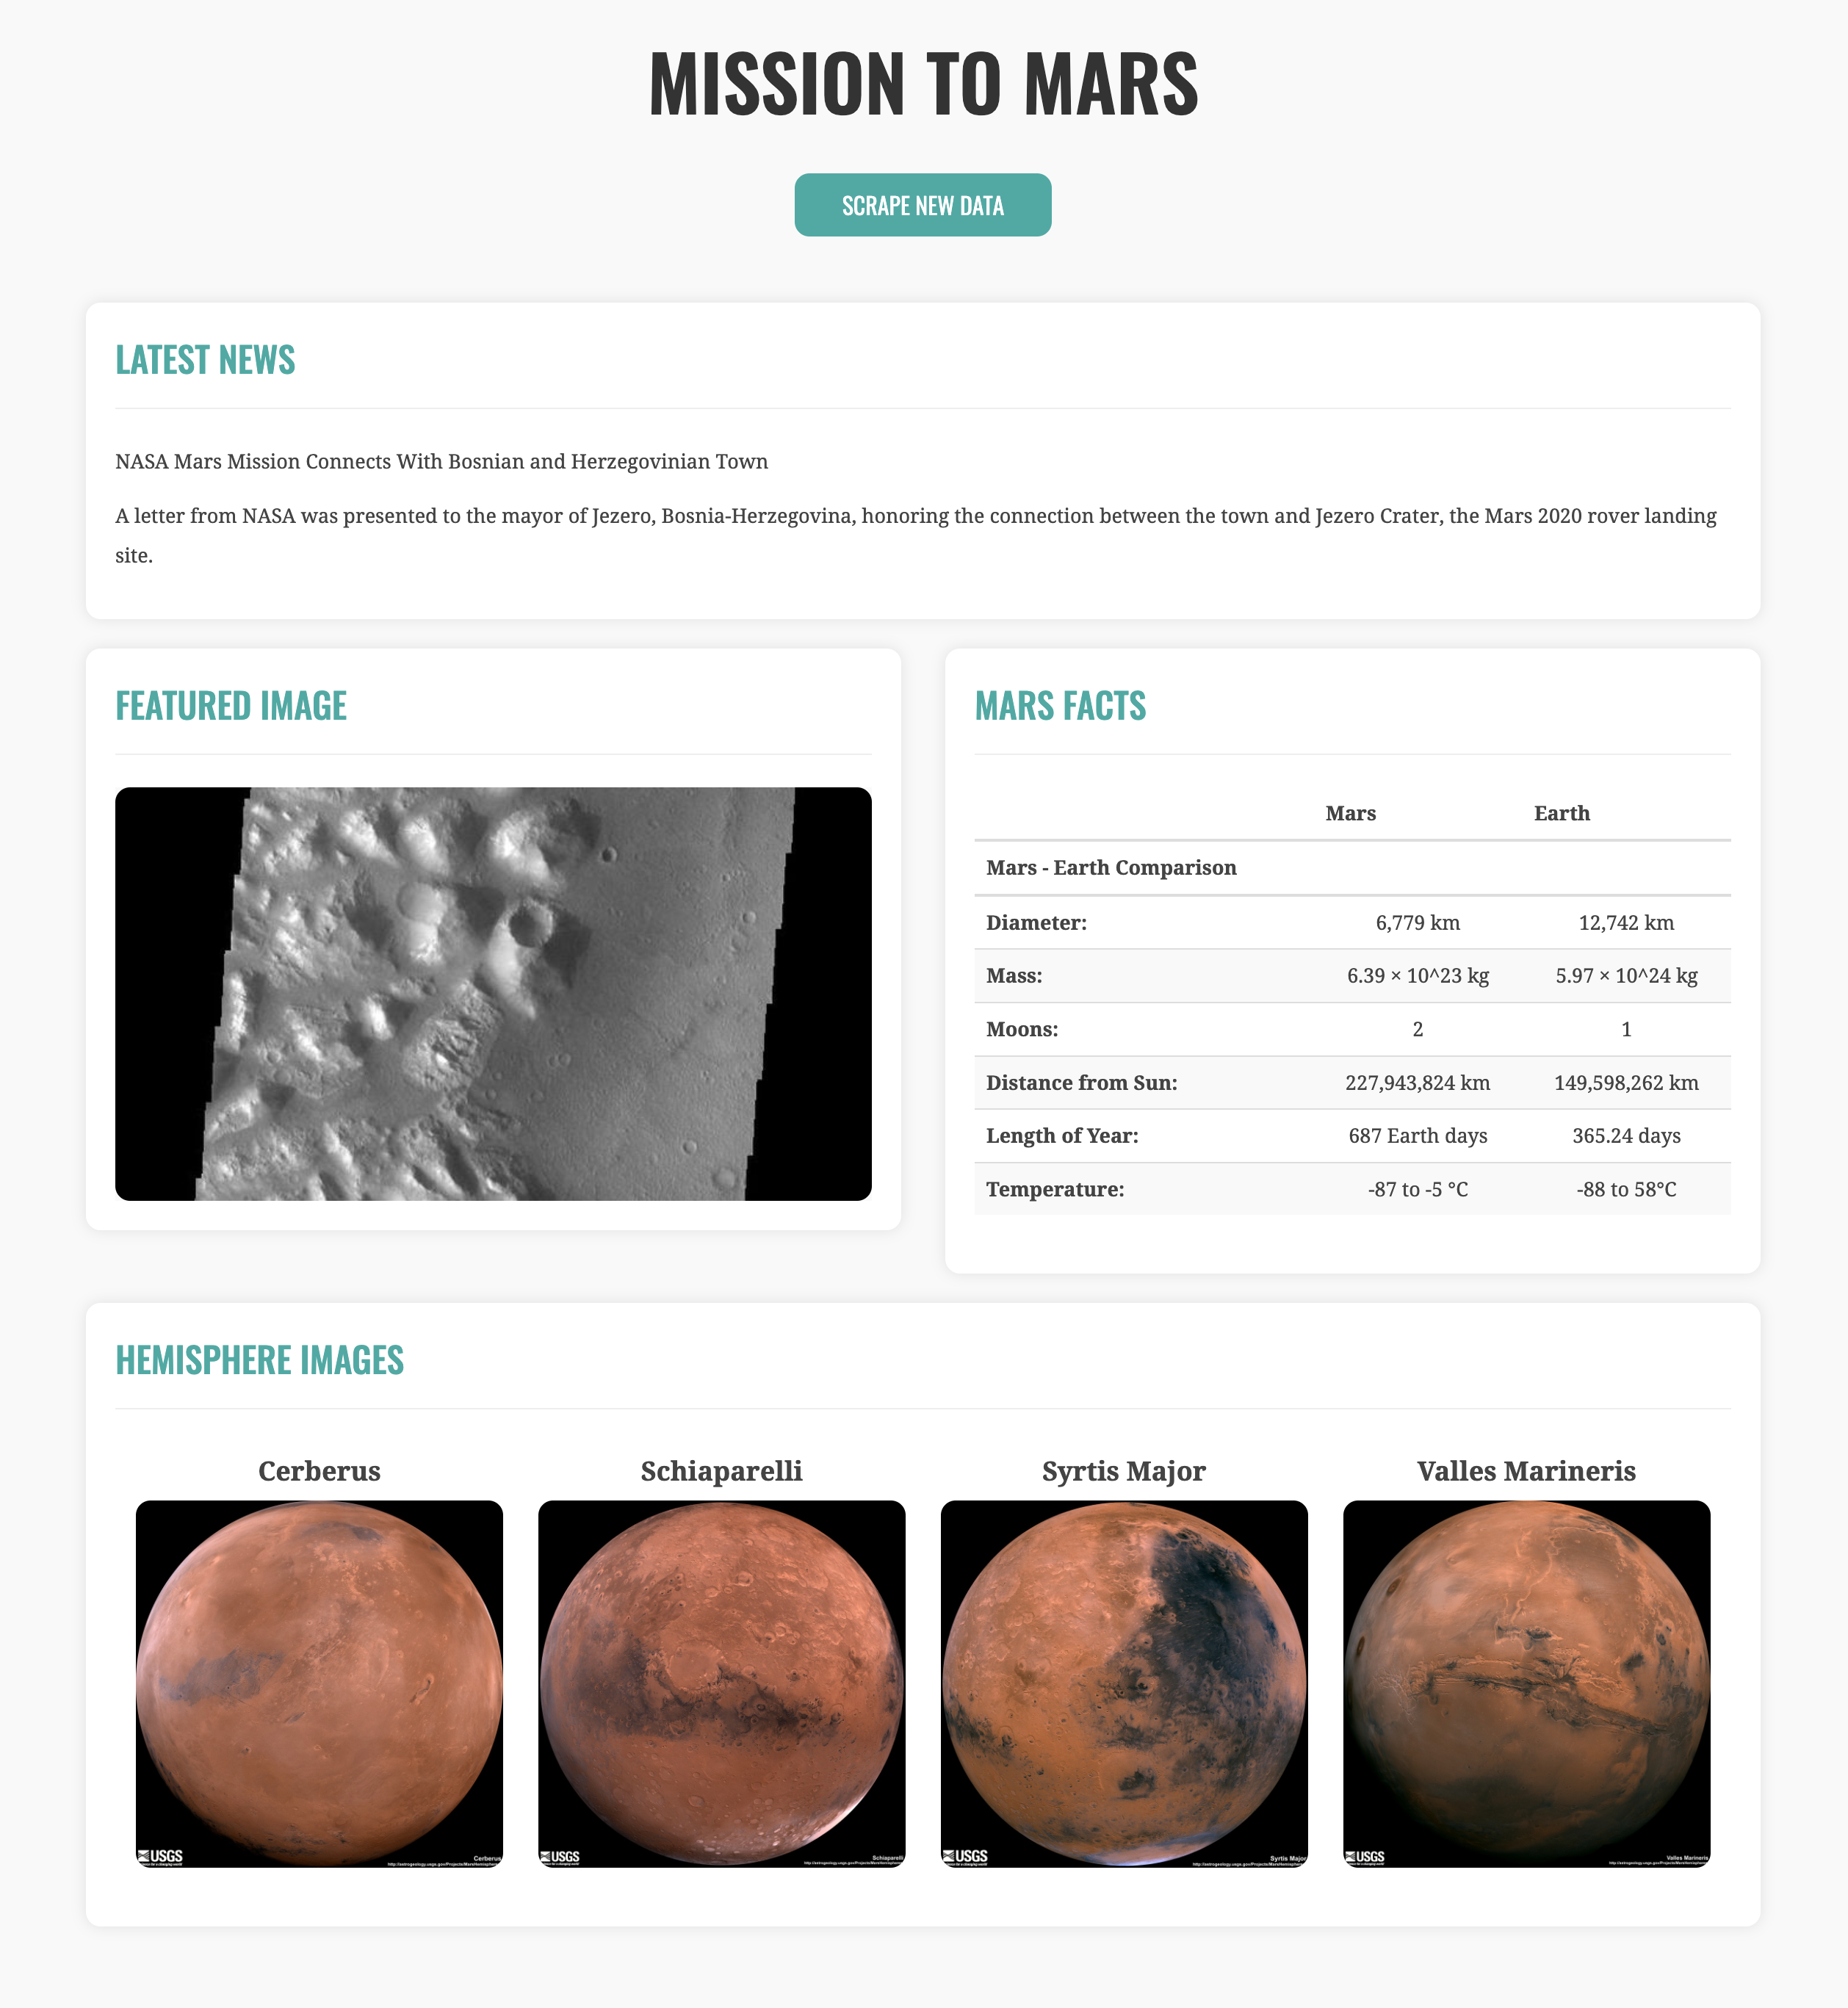 MISSION TO MARS
SCRAPE NEW DATA
LATEST NEWS
NASA Mars Mission Connects With Bosnian and Herzegovinian Town
A letter from NASA was presented to the mayor of Jezero, Bosnia-Herzegovina, honoring the connection between the town and Jezero Crater, the Mars 2020 rover landing
site.
FEATURED IMAGE
MARS FACTS
Mars Earth
Mars - Earth Comparison
Diameter: 6,779 km 12,742 km
Mass: 6.39 × 10^23 kg 5.97 × 10^24 kg
Moons: 2 1
Distance from Sun: 227,943,824 km 149,598,262 km
Length of Year: 687 Earth days 365.24 days
Temperature: -87 to -5 °C -88 to 58°C
HEMISPHERE IMAGES
Cerberus Schiaparelli Syrtis Major Valles Marineris
USGS Cerberus USGS Schiaparelli USGS Syrtis Major USGS Valles Marineris